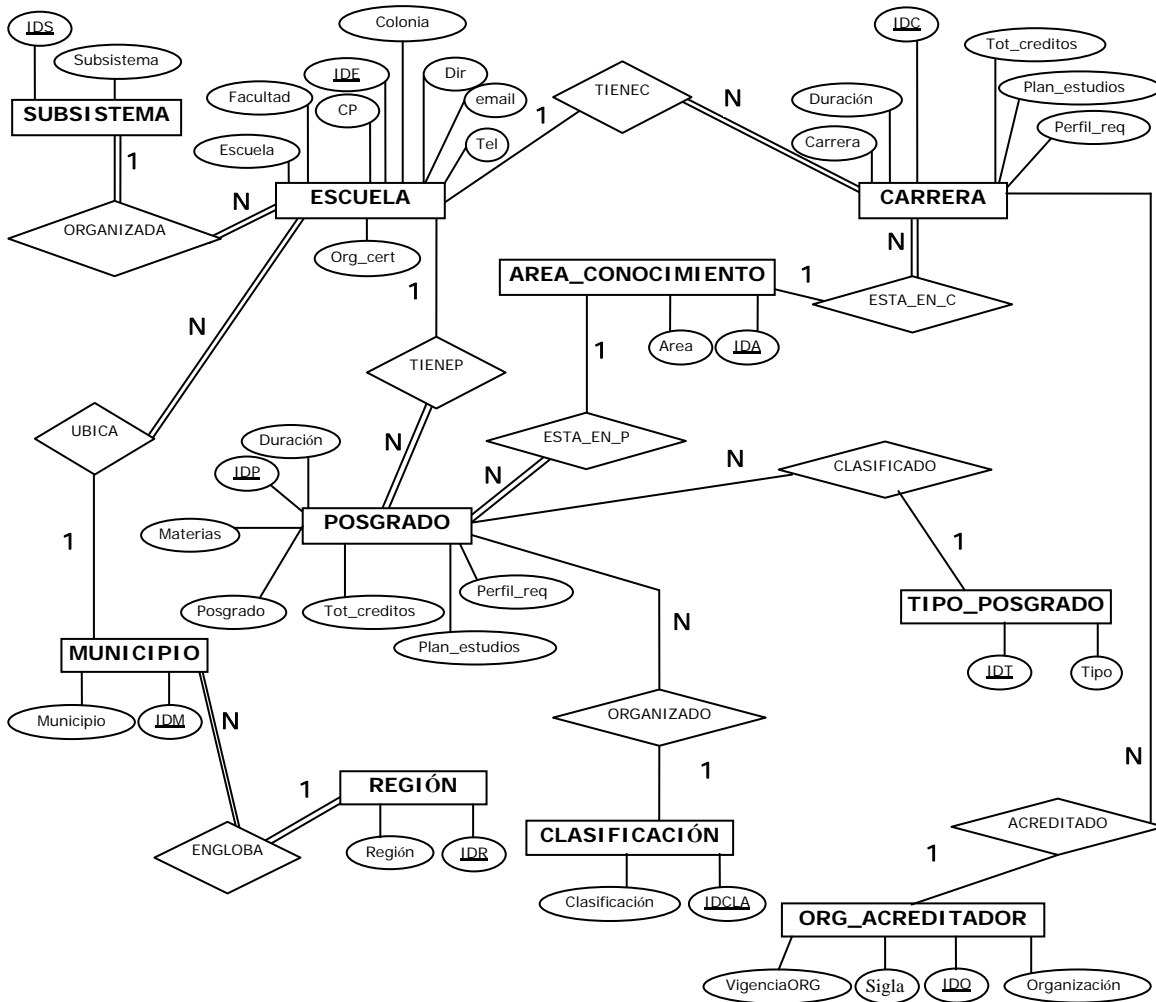 IDS
Subsistema
SUBSISTEMA
1
N
ORGANIZADA
Colonia
IDE
Dir
Facultad
CP
email
Escuela
Tel
ESCUELA
Org_cert
1
TIENEC
N
IDC
Tot_creditos
Duración
Plan_estudios
Carrera
Perfil_req
CARRERA
N
AREA_CONOCIMIENTO
1
ESTA_EN_C
Area
IDA
1
N
1
TIENEP
N
UBICA
ESTA_EN_P
N
N
CLASIFICADO
Duración
IDP
POSGRADO
Materias
Posgrado
Tot_creditos
Perfil_req
Plan_estudios
1
1
TIPO_POSGRADO
IDT
Tipo
MUNICIPIO
Municipio
IDM
N
N
ORGANIZADO
1
1
REGIÓN
Región
IDR
ENGLOBA
CLASIFICACIÓN
Clasificación
IDCLA
N
ACREDITADO
1
ORG_ACREDITADOR
VigenciaORG
Sigla
IDO
Organización